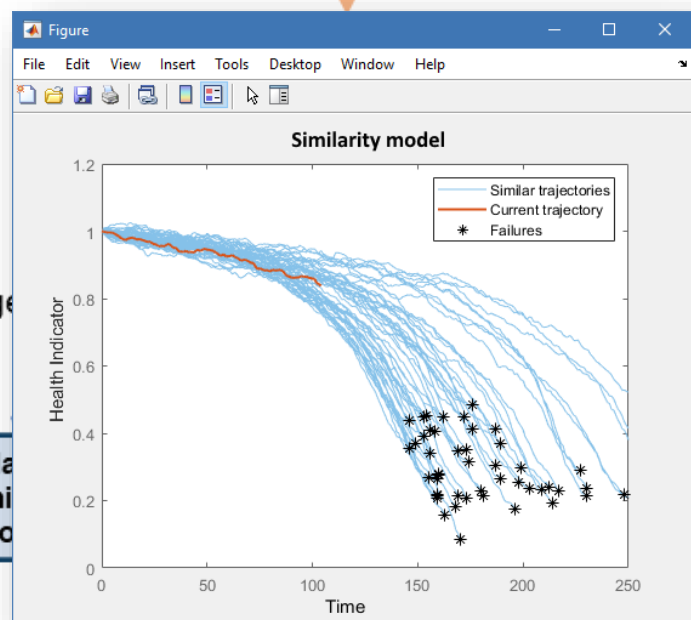 Figure
File Edit View Insert Tools Desktop Window Help
Similarity model
1.2
1
0.8
0.6
0.4
0.2
0
Health Indicator
Similar trajectories
Current trajectory
Failures
0 50 100 150 200 250
Time